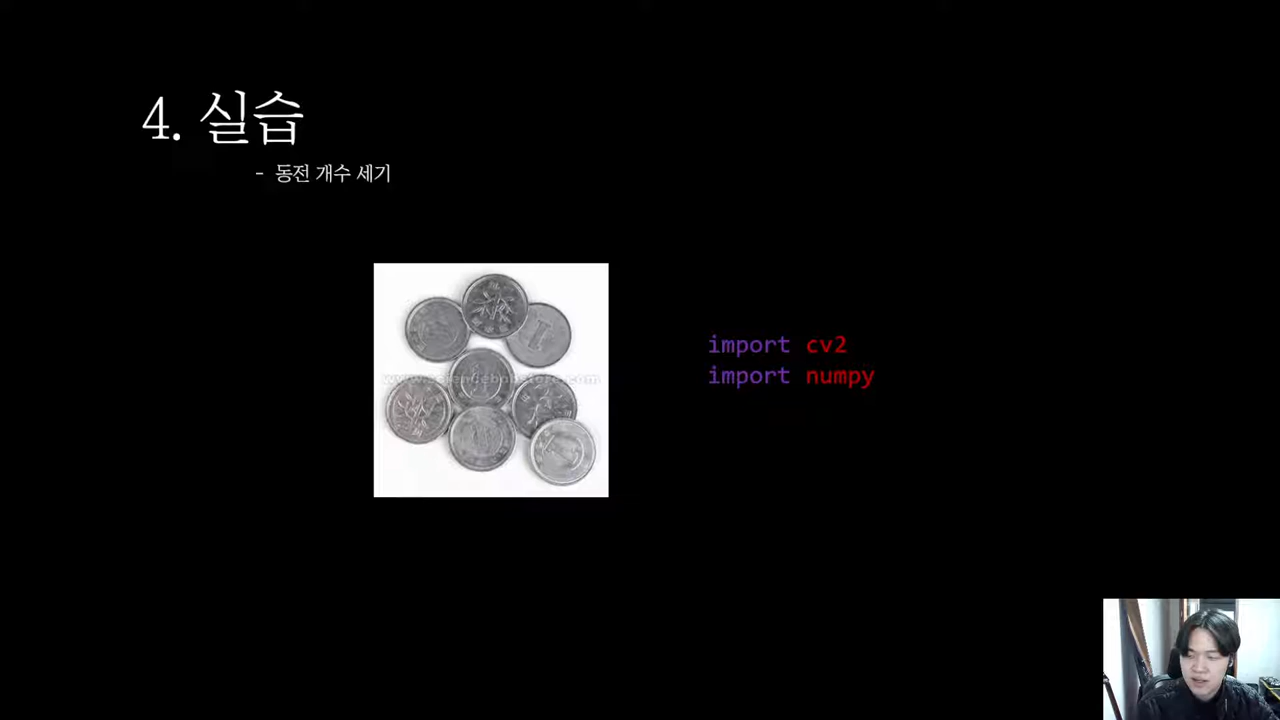 4. 실습
- 동전 개수 세기
import cv2
import numpy